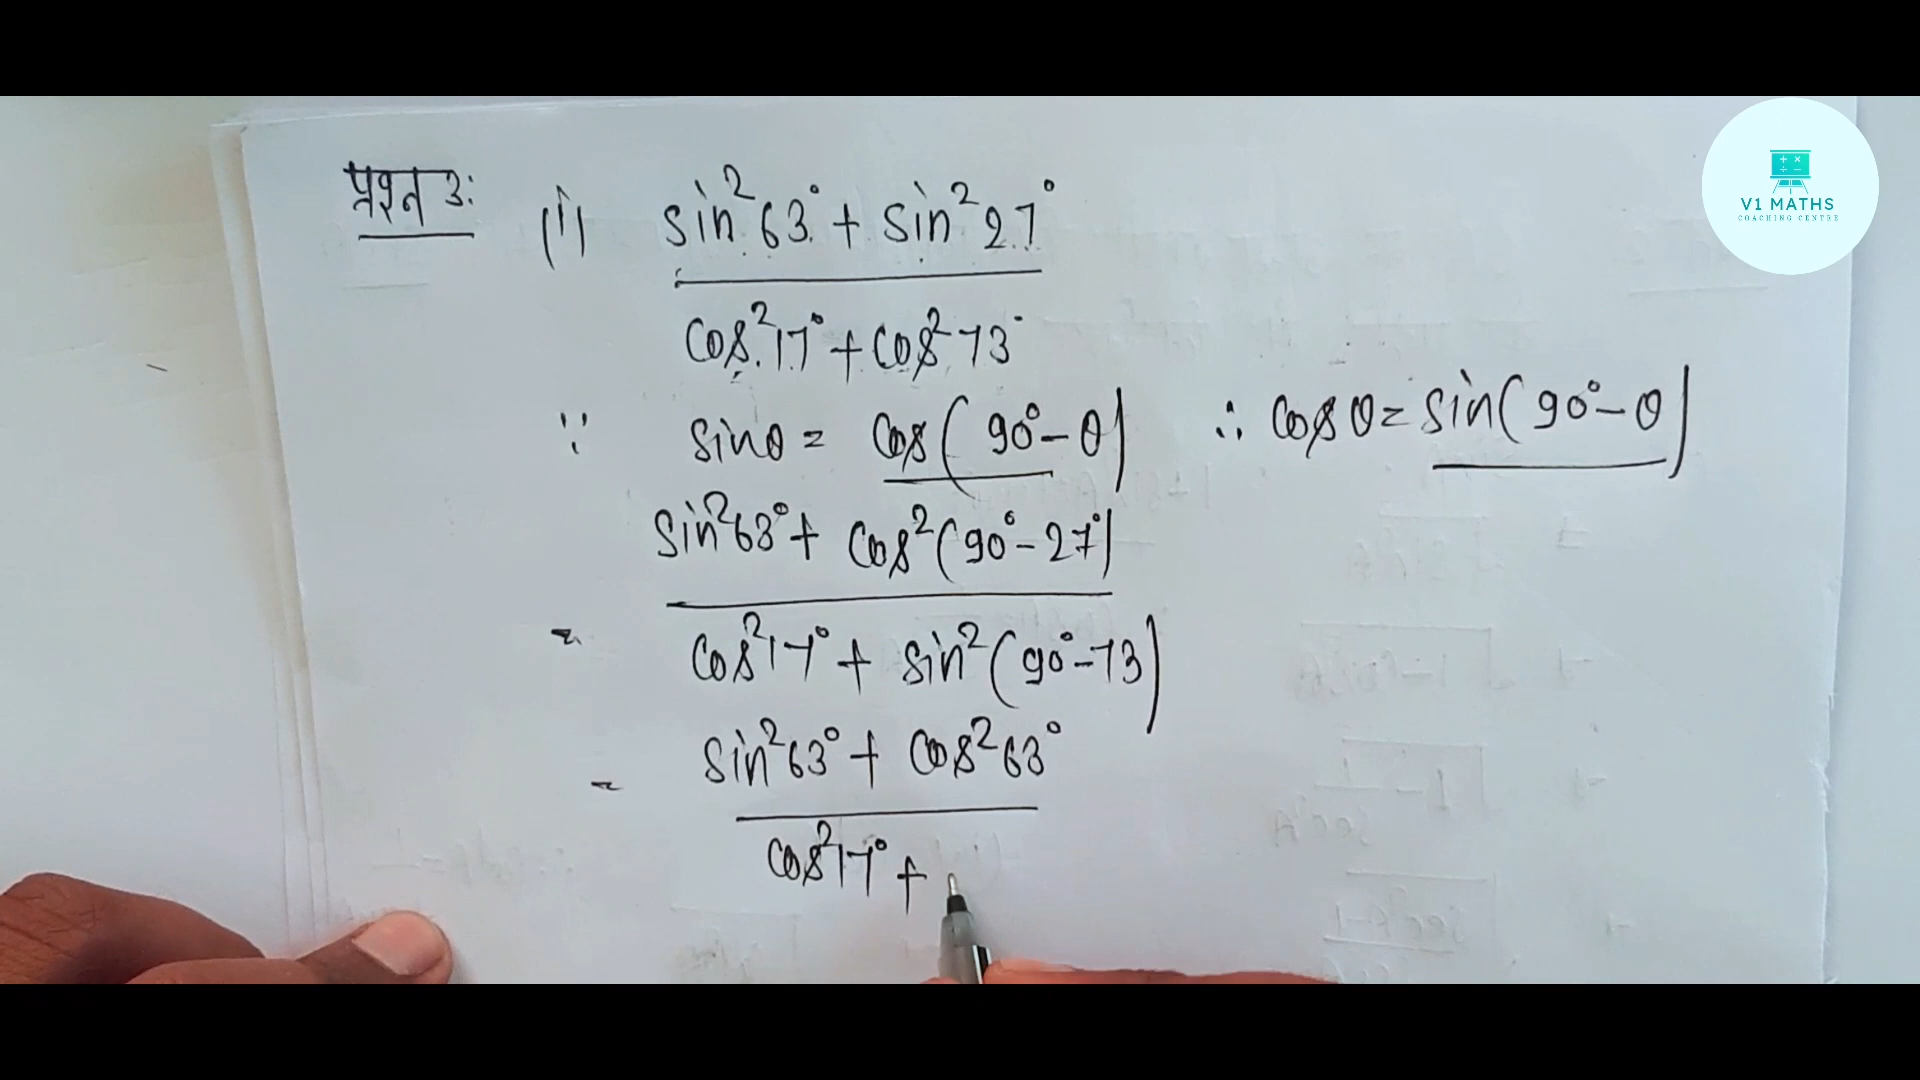 प्रश्न 3:
(i) sin²63° + sin²27°
cos²17° + cos²73°
∵ sinθ = cos(90°-θ) ∴ cosθ = sin(90°-θ)
sin²63° + cos²(90°-27°)
=
cos²17° + sin²(90°-73)
sin²63° + cos²63°
=
cos²17° +
V1 MATHS
COACHING CENTRE